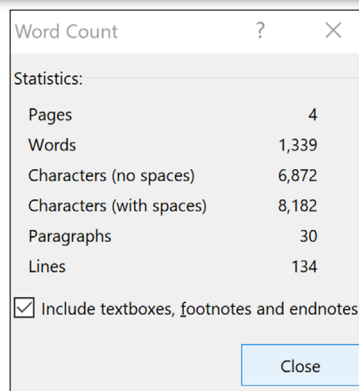 Word Count ? ×
Statistics:
Pages 4
Words 1,339
Characters (no spaces) 6,872
Characters (with spaces) 8,182
Paragraphs 30
Lines 134
Include textboxes, footnotes and endnotes
Close